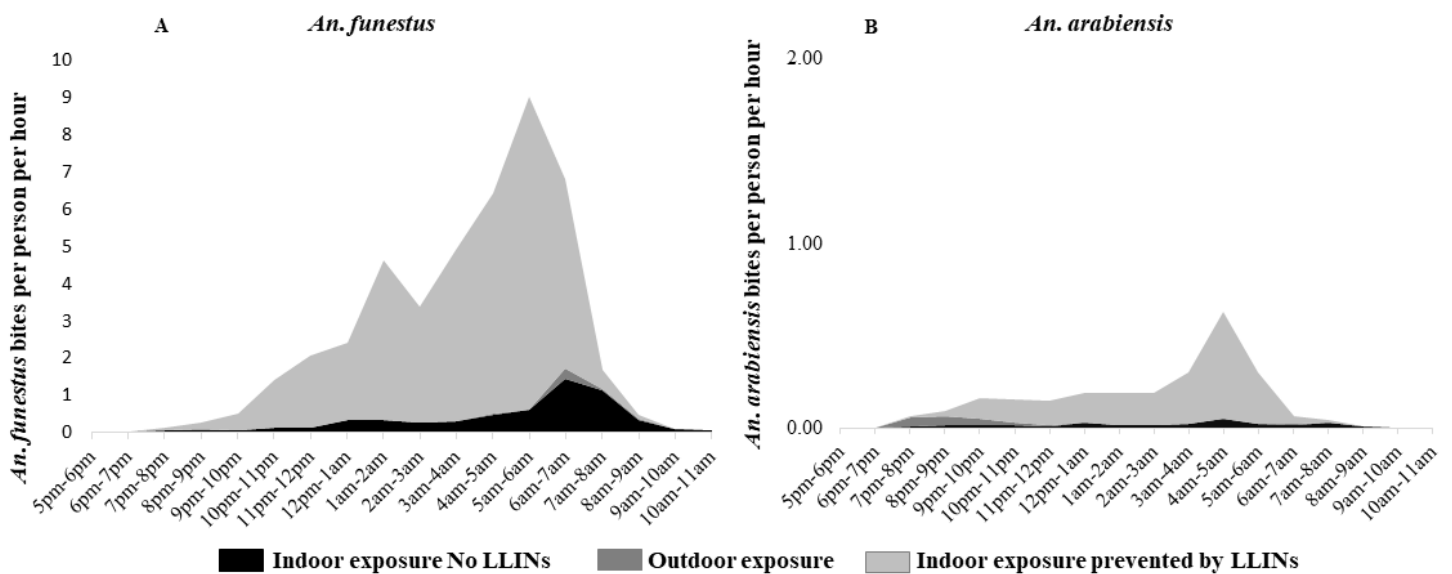 A
An. funestus
An. funestus bites per person per hour
10
9
8
7
6
5
4
3
2
1
0
5pm-6pm
6pm-7pm
7pm-8pm
8pm-9pm
9pm-10pm
10pm-11pm
11pm-12pm
12pm-1am
1am-2am
2am-3am
3am-4am
4am-5am
5am-6am
6am-7am
7am-8am
8am-9am
9am-10am
10am-11am
B
An. arabiensis
An. arabiensis bites per person per hour
2.00
1.00
0.00
5pm-6pm
6pm-7pm
7pm-8pm
8pm-9pm
9pm-10pm
10pm-11pm
11pm-12pm
12pm-1am
1am-2am
2am-3am
3am-4am
4am-5am
5am-6am
6am-7am
7am-8am
8am-9am
9am-10am
10am-11am
Indoor exposure No LLINs
Outdoor exposure
Indoor exposure prevented by LLINs